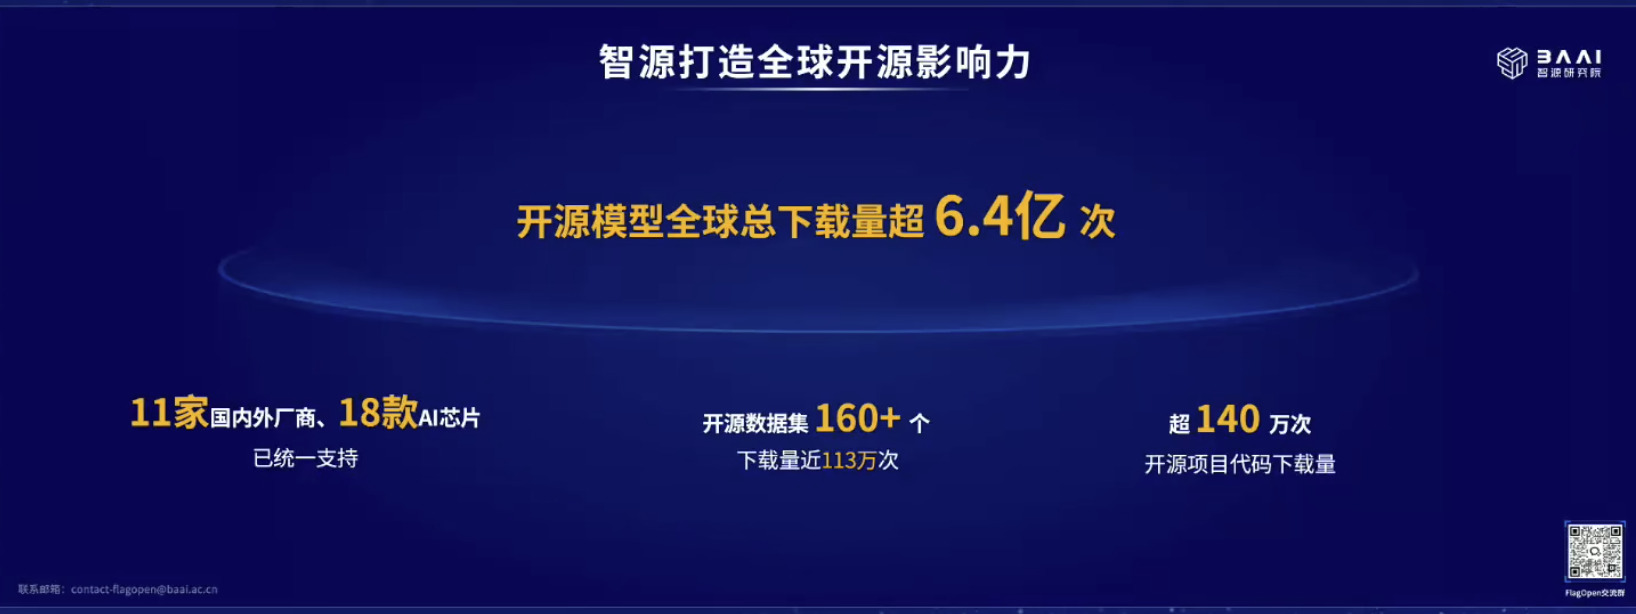 智源打造全球开源影响力
BAAI
智源研究院
开源模型全球总下载量超 6.4亿 次
11家国内外厂商、18款AI芯片
已统一支持
开源数据集 160+ 个
下载量近113万次
超 140 万次
开源项目代码下载量
联系邮箱：contact-flagopen@baai.ac.cn
FlagOpen交流群